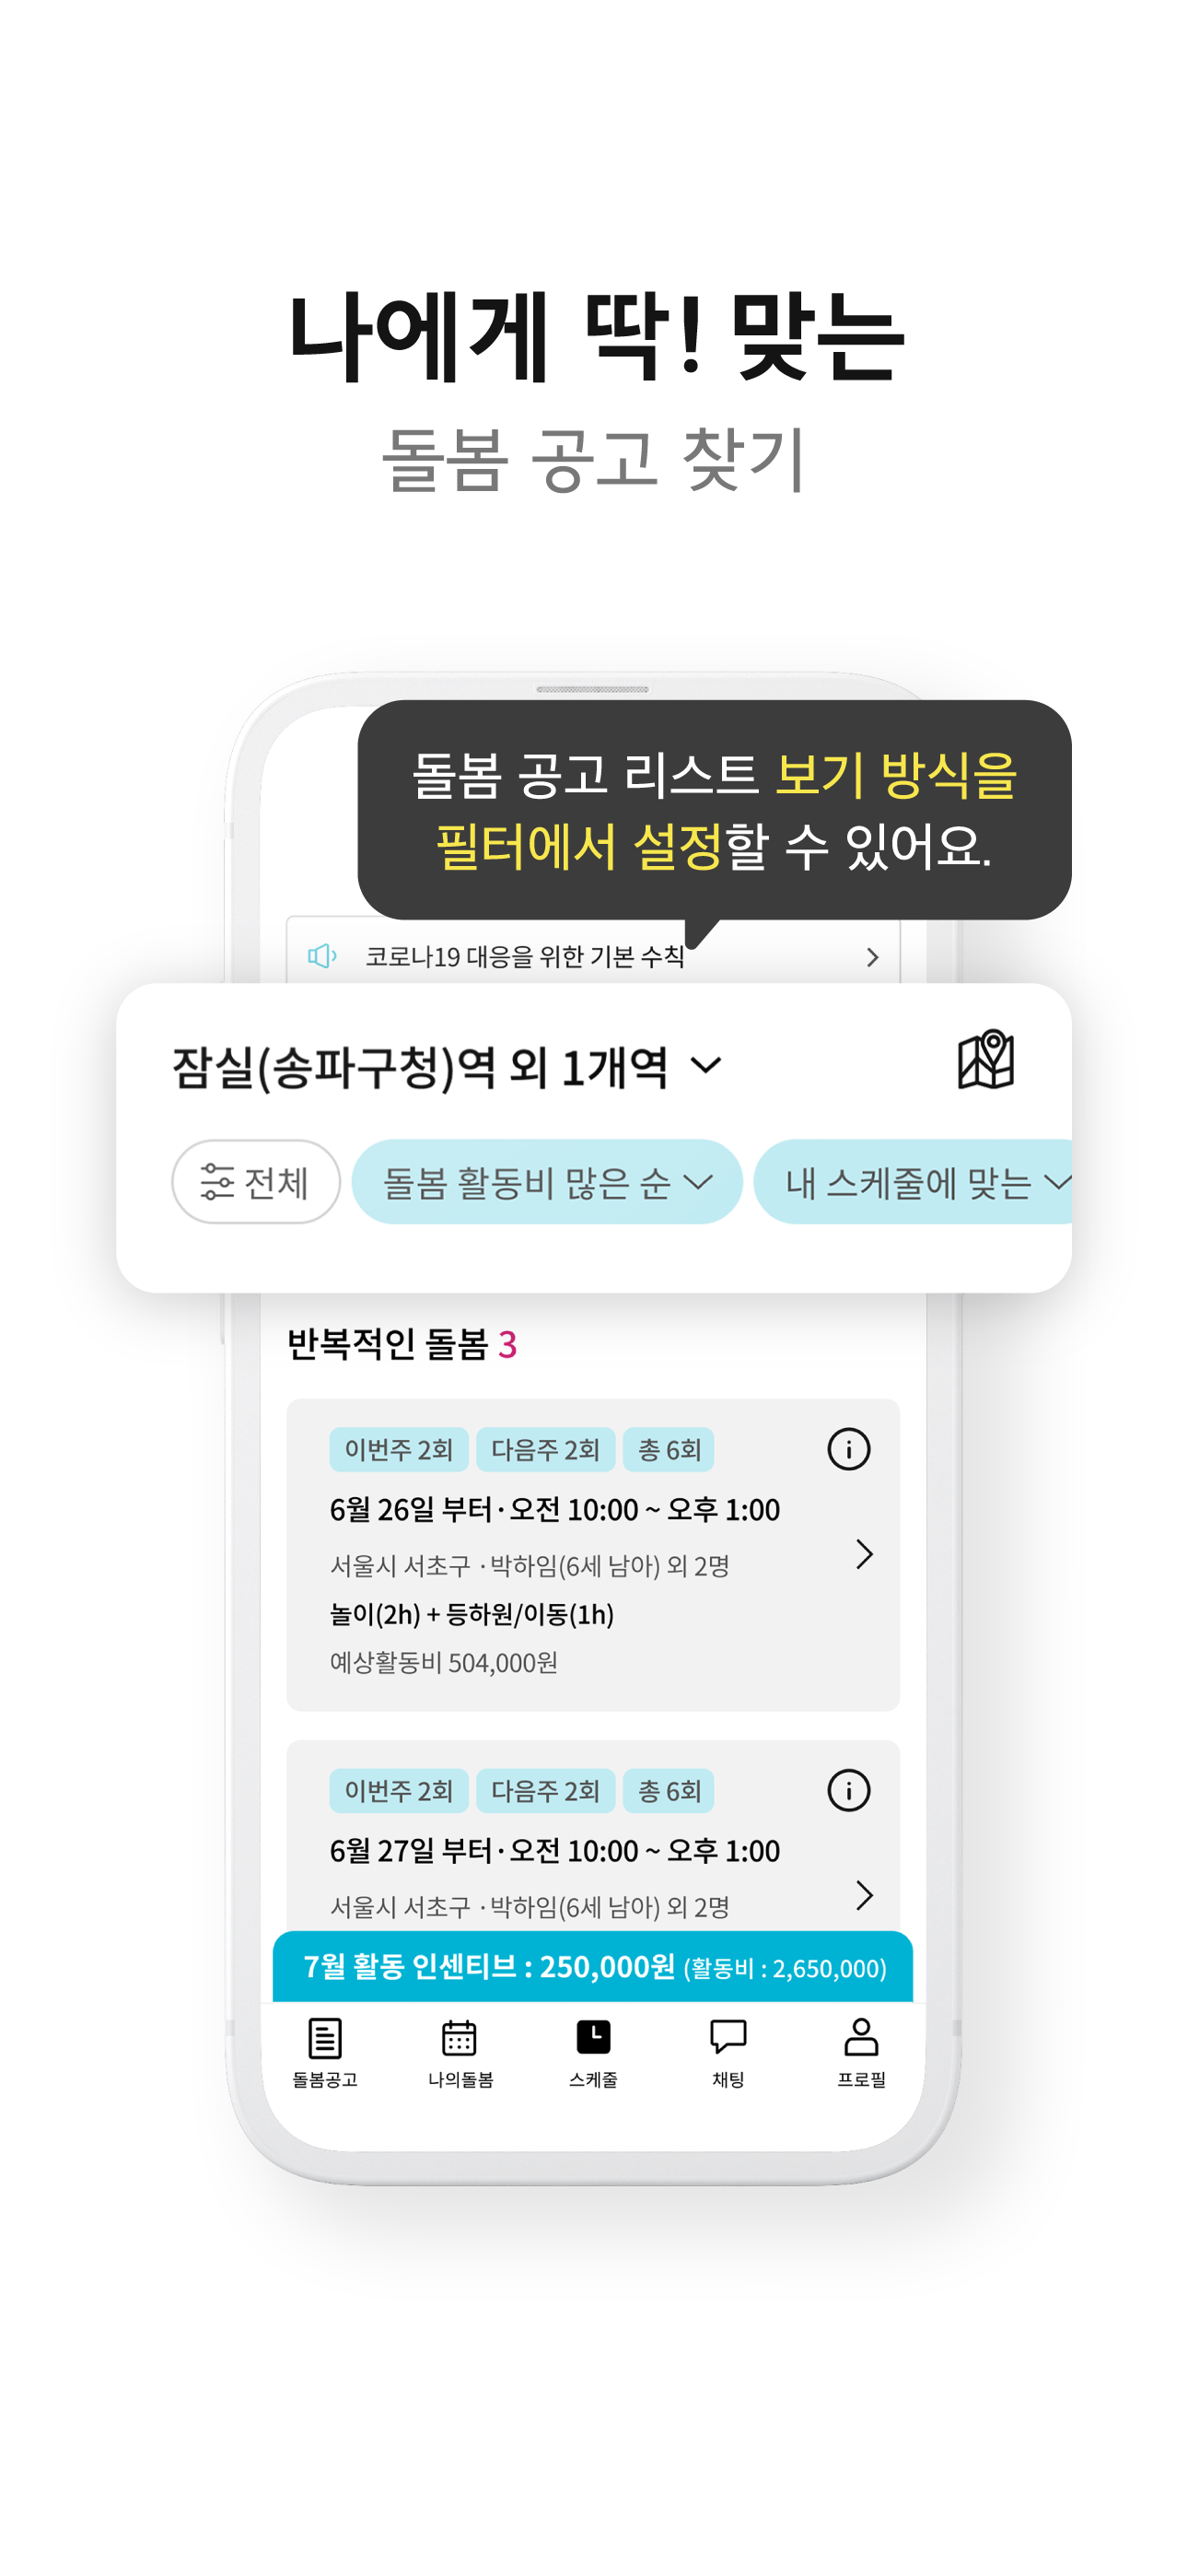 나에게 딱! 맞는
돌봄 공고 찾기
돌봄 공고 리스트 보기 방식을
필터에서 설정할 수 있어요.
코로나19 대응을 위한 기본 수칙
잠실(송파구청)역 외 1개역
전체 돌봄 활동비 많은 순 내 스케줄에 맞는
반복적인 돌봄 3
이번주 2회 다음주 2회 총 6회
6월 26일 부터 · 오전 10:00 ~ 오후 1:00
서울시 서초구 · 박하임(6세 남아) 외 2명
놀이(2h) + 등하원/이동(1h)
예상활동비 504,000원
이번주 2회 다음주 2회 총 6회
6월 27일 부터 · 오전 10:00 ~ 오후 1:00
서울시 서초구 · 박하임(6세 남아) 외 2명
7월 활동 인센티브 : 250,000원 (활동비 : 2,650,000)
돌봄공고 나의돌봄 스케줄 채팅 프로필